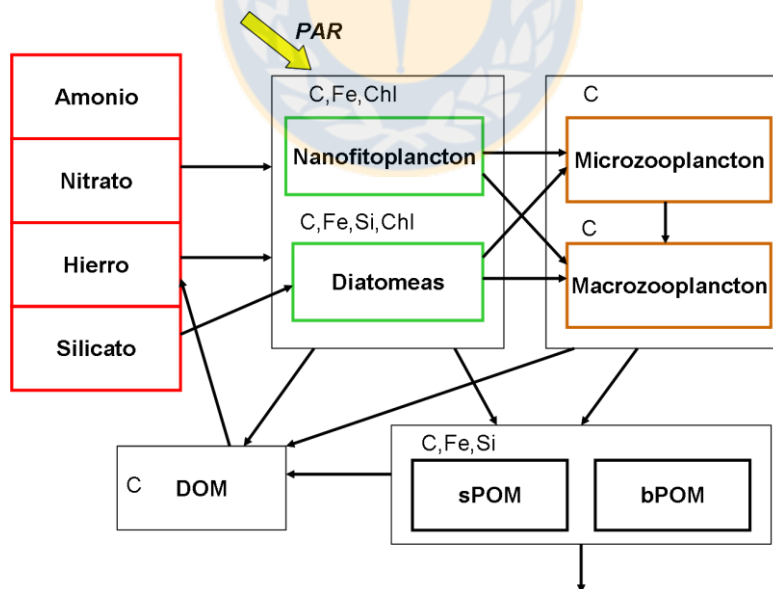 PAR
Amonio
Nitrato
Hierro
Silicato
C,Fe,Chl
Nanofitoplancton
C,Fe,Si,Chl
Diatomeas
C
Microzooplancton
C
Macrozooplancton
C
DOM
C,Fe,Si
sPOM
bPOM